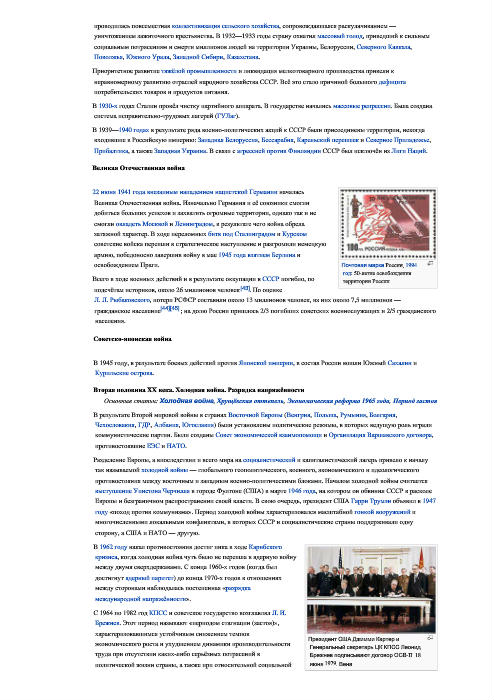 проводилась повсеместная коллективизация сельского хозяйства, сопровождавшаяся раскулачиванием —
уничтожением зажиточного крестьянства. В 1932—1933 годы страну охватил массовый голод, приведший к сильным
социальным потрясениям и смерти миллионов людей на территории Украины, Белоруссии, Северного Кавказа,
Поволжья, Южного Урала, Западной Сибири, Казахстана.
Приоритетное развитие тяжёлой промышленности и ликвидация мелкотоварного производства привели к
неравномерному развитию отраслей народного хозяйства СССР. Всё это стало причиной большого дефицита
потребительских товаров и продуктов питания.
В 1930-х годах Сталин провёл чистку партийного аппарата. В государстве начались массовые репрессии. Была создана
система исправительно-трудовых лагерей (ГУЛаг).
В 1939—1940 годах в результате ряда военно-политических акций к СССР были присоединены территории, некогда
входившие в Российскую империю: Западная Белоруссия, Бессарабия, Карельский перешеек и Северное Приладожье,
Прибалтика, а также Западная Украина. В связи с агрессией против Финляндии СССР был исключён из Лиги Наций.
Великая Отечественная война
22 июня 1941 года внезапным нападением нацистской Германии началась
Великая Отечественная война. Изначально Германия и её союзники смогли
добиться больших успехов и захватить огромные территории, однако так и не
смогли овладеть Москвой и Ленинградом, в результате чего война обрела
затяжной характер. В ходе переломных битв под Сталинградом и Курском
советские войска перешли в стратегическое наступление и разгромили немецкую
армию, победоносно завершив войну в мае 1945 года взятием Берлина и
освобождением Праги.
100 РОССИЯ
Почтовая марка России, 1994
год: 50-летие освобождения
территории России
Всего в ходе военных действий и в результате оккупации в СССР погибло, по
подсчётам историков, около 26 миллионов человек[43]. По оценке
Л. Л. Рыбаковского, потери РСФСР составили около 13 миллионов человек, из них около 7,5 миллионов —
гражданское население[44][45]; на долю России пришлось 2/3 погибших советских военнослужащих и 2/5 гражданского
населения.
Советско-японская война
В 1945 году, в результате боевых действий против Японской империи, в состав России вошли Южный Сахалин и
Курильские острова.
Вторая половина XX века. Холодная война. Разрядка напряжённости
Основные статьи: Холодная война, Хрущёвская оттепель, Экономическая реформа 1965 года, Период застоя
В результате Второй мировой войны в странах Восточной Европы (Венгрия, Польша, Румыния, Болгария,
Чехословакия, ГДР, Албания, Югославия) были установлены политические режимы, в которых ведущую роль играли
коммунистические партии. Были созданы Совет экономической взаимопомощи и Организация Варшавского договора,
противостоявшие ЕЭС и НАТО.
Разделение Европы, а впоследствии и всего мира на социалистический и капиталистический лагерь привело к началу
так называемой холодной войны — глобального геополитического, военного, экономического и идеологического
противостояния между восточным и западным военно-политическими блоками. Началом холодной войны считается
выступление Уинстона Черчилля в городе Фултоне (США) в марте 1946 года, на котором он обвинил СССР в расколе
Европы и безграничном распространении своей власти. В свою очередь, президент США Гарри Трумэн объявил в 1947
году «поход против коммунизма». Период холодной войны характеризовался масштабной гонкой вооружений и
многочисленными локальными конфликтами, в которых СССР и социалистические страны поддерживали одну
сторону, а США и НАТО — другую.
В 1962 году накал противостояния достиг пика в ходе Карибского
кризиса, когда холодная война чуть было не перешла в ядерную войну
между двумя сверхдержавами. С конца 1960-х годов (когда был
достигнут ядерный паритет) до конца 1970-х годов в отношениях
между сторонами наблюдалась постепенная «разрядка
международной напряжённости».
С 1964 по 1982 год КПСС и советское государство возглавлял Л. И.
Брежнев. Этот период называют «периодом стагнации (застоя)»,
характеризовавшимся устойчивым снижением темпов
экономического роста и ухудшением динамики производительности
труда при отсутствии каких-либо серьёзных потрясений в
политической жизни страны, а также при относительной социальной
Президент США Джимми Картер и
Генеральный секретарь ЦК КПСС Леонид
Брежнев подписывают договор ОСВ-II 18
июня 1979, Вена